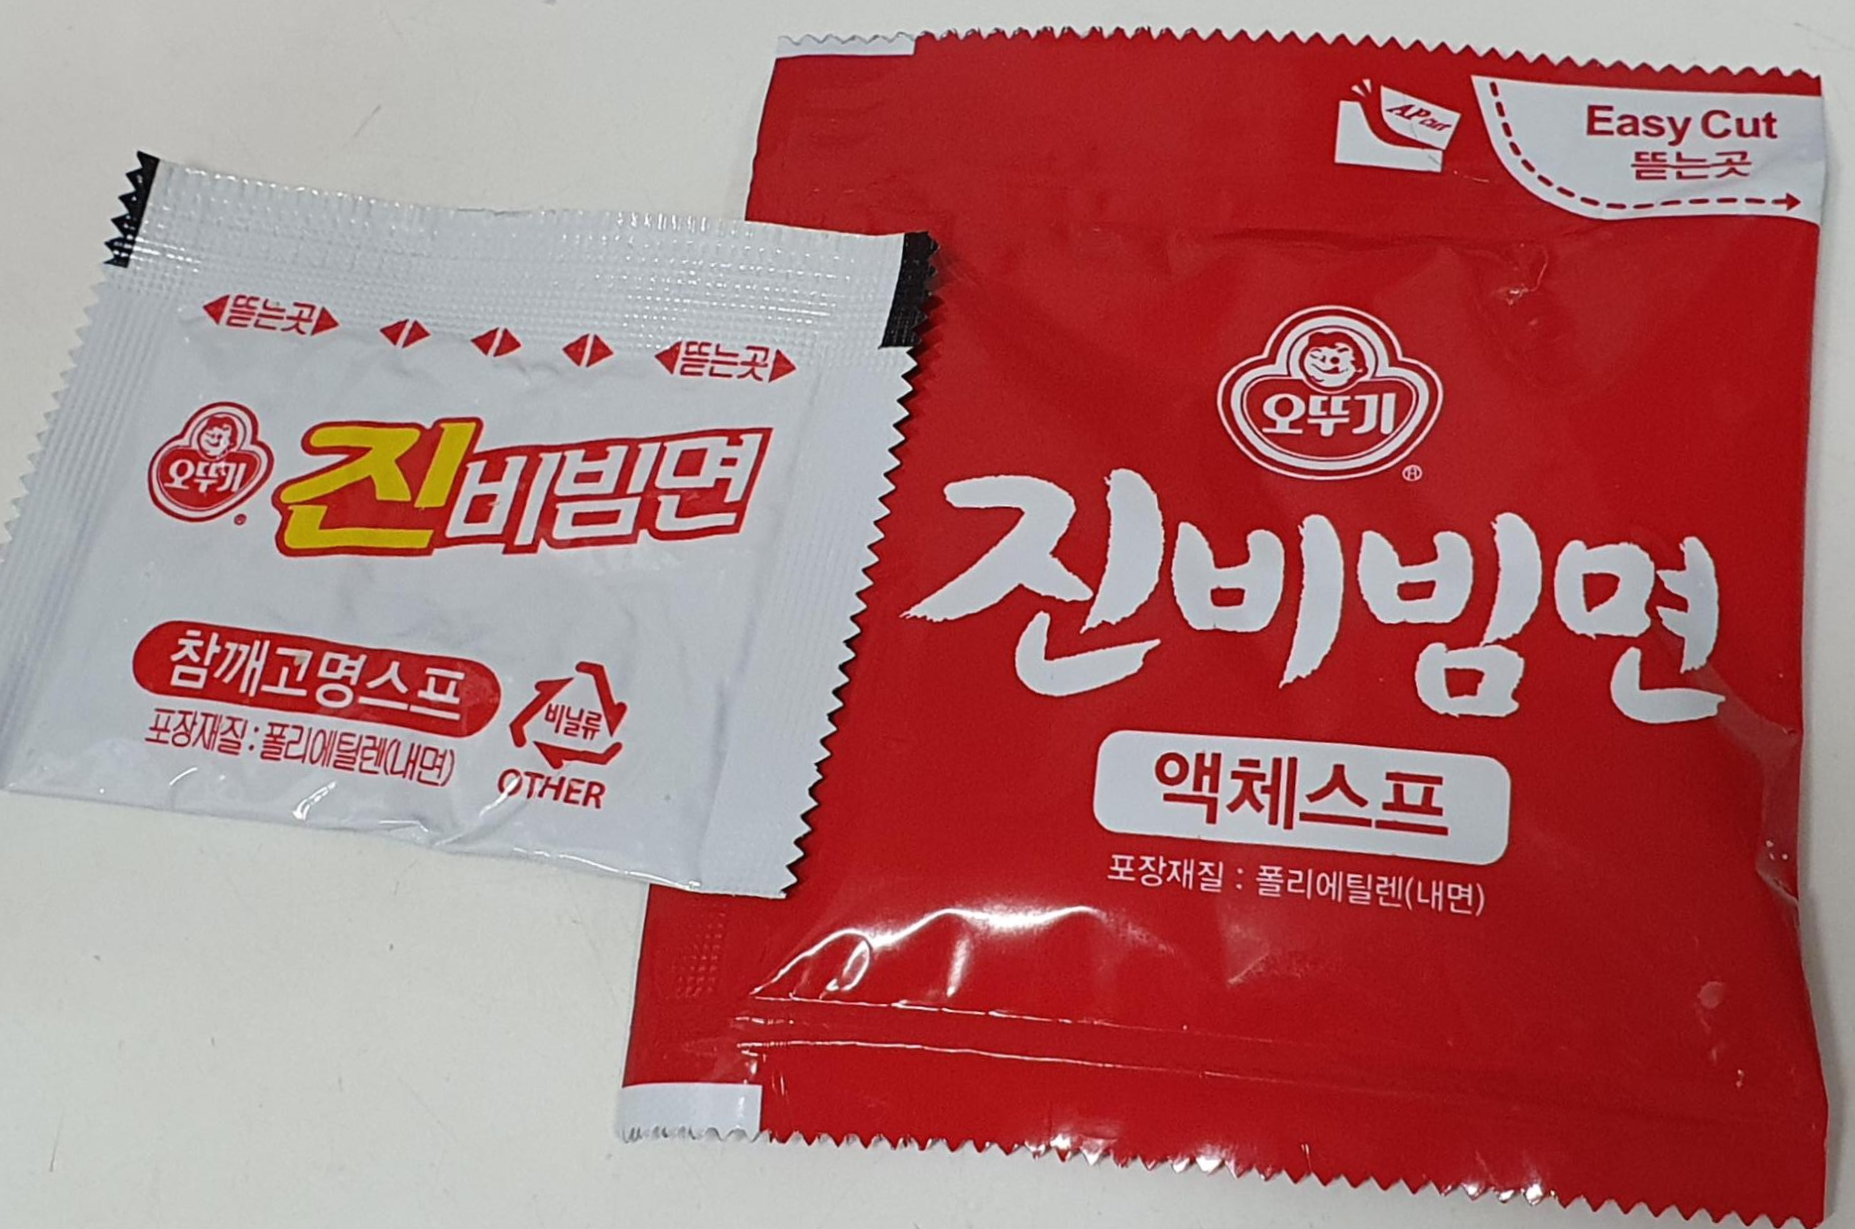 뜯는곳 뜯는곳
오뚜기
진비빔면
참깨고명스프
포장재질:폴리에틸렌(내면)
비닐류
OTHER
AP cut
Easy Cut
뜯는곳
오뚜기
진비빔면
액체스프
포장재질 : 폴리에틸렌(내면)